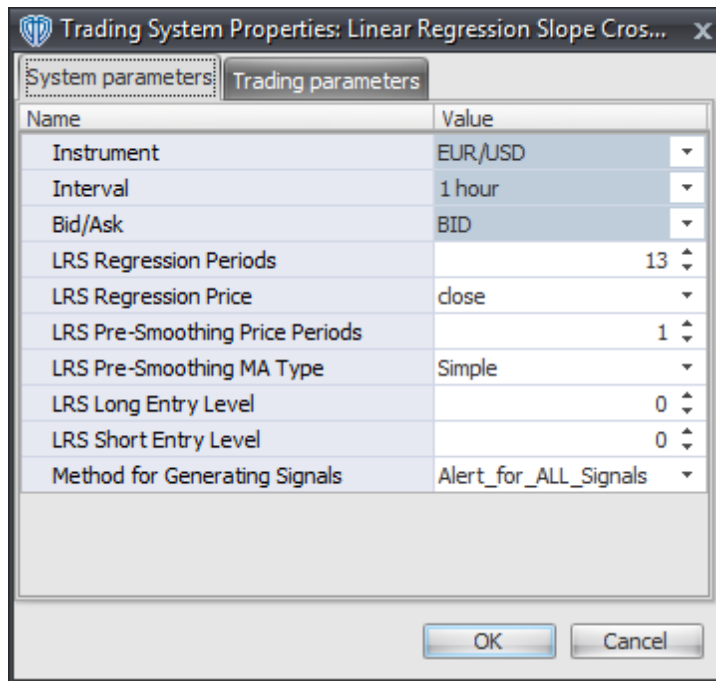 Trading System Properties: Linear Regression Slope Cros...
System parameters Trading parameters
Name Value
Instrument EUR/USD
Interval 1 hour
Bid/Ask BID
LRS Regression Periods 13
LRS Regression Price close
LRS Pre-Smoothing Price Periods 1
LRS Pre-Smoothing MA Type Simple
LRS Long Entry Level 0
LRS Short Entry Level 0
Method for Generating Signals Alert_for_ALL_Signals
OK Cancel